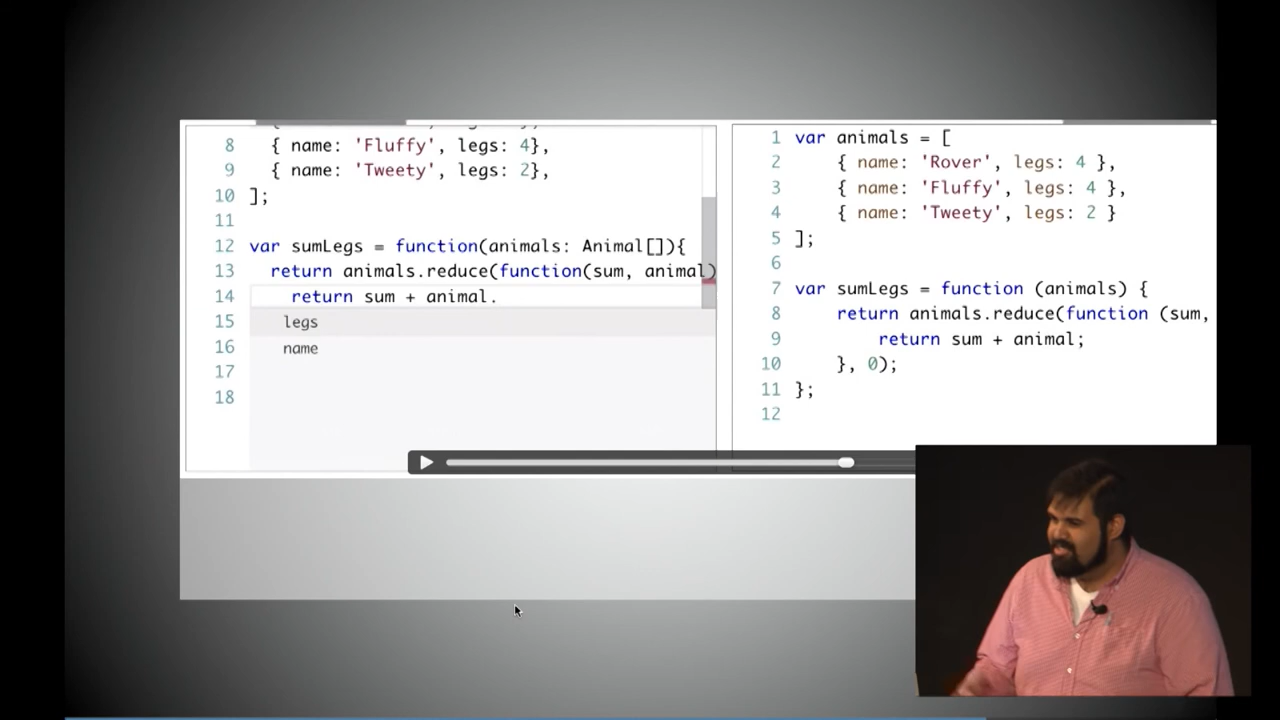 8 { name: 'Fluffy', legs: 4},
9 { name: 'Tweety', legs: 2},
10 ];
11
12 var sumLegs = function(animals: Animal[]){
13 return animals.reduce(function(sum, animal)
14 return sum + animal.
15 legs
16 name
17
18
1 var animals = [
2 { name: 'Rover', legs: 4 },
3 { name: 'Fluffy', legs: 4 },
4 { name: 'Tweety', legs: 2 }
5 ];
6
7 var sumLegs = function (animals) {
8 return animals.reduce(function (sum,
9 return sum + animal;
10 }, 0);
11 };
12